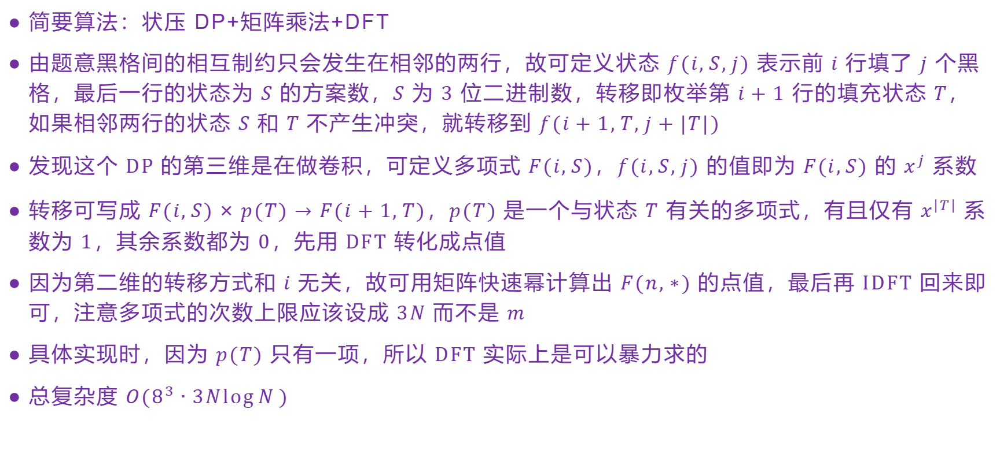 ● 简要算法：状压 DP+矩阵乘法+DFT
● 由题意黑格间的相互制约只会发生在相邻的两行，故可定义状态 f(i,S,j) 表示前 i 行填了 j 个黑
格，最后一行的状态为 S 的方案数，S 为 3 位二进制数，转移即枚举第 i + 1 行的填充状态 T，
如果相邻两行的状态 S 和 T 不产生冲突，就转移到 f(i + 1,T,j + |T|)
● 发现这个 DP 的第三维是在做卷积，可定义多项式 F(i,S)，f(i,S,j) 的值即为 F(i,S) 的 x^j 系数
● 转移可写成 F(i,S) × p(T) → F(i + 1,T)，p(T) 是一个与状态 T 有关的多项式，有且仅有 x^|T| 系
数为 1，其余系数都为 0，先用 DFT 转化成点值
● 因为第二维的转移方式和 i 无关，故可用矩阵快速幂计算出 F(n,∗) 的点值，最后再 IDFT 回来即
可，注意多项式的次数上限应该设成 3N 而不是 m
● 具体实现时，因为 p(T) 只有一项，所以 DFT 实际上是可以暴力求的
● 总复杂度 O(8³ · 3N log N )